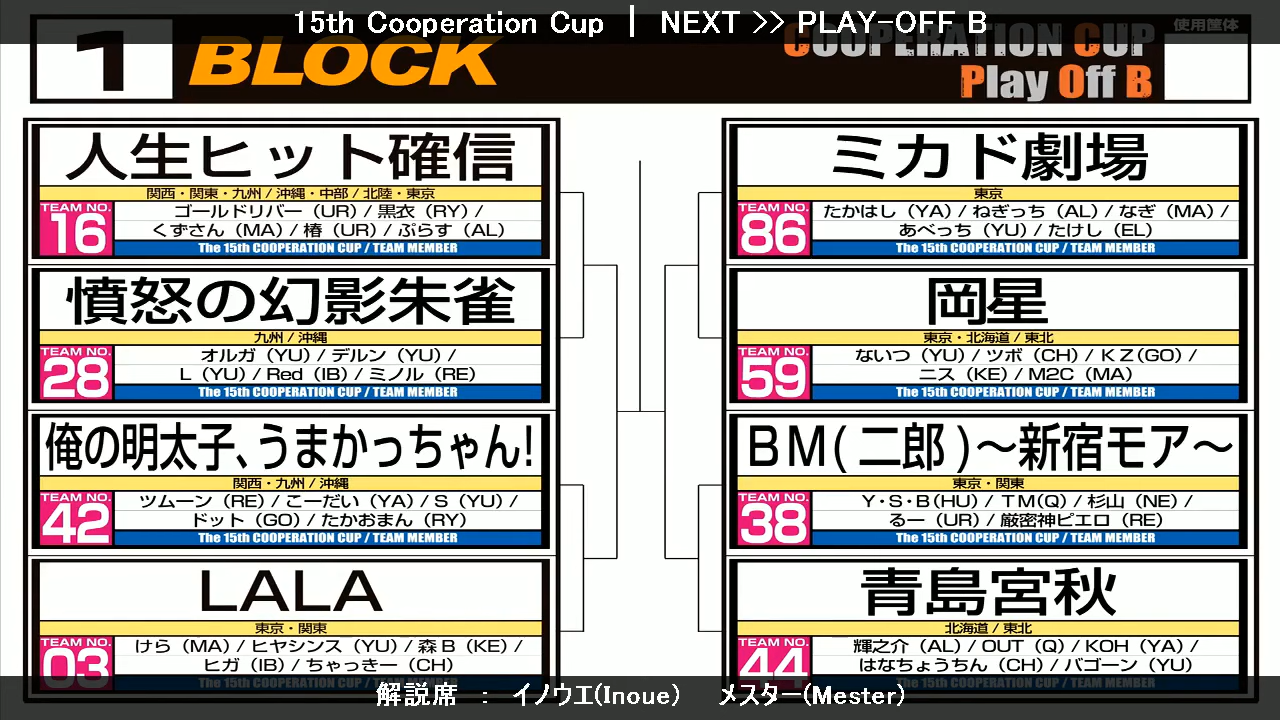 15th Cooperation Cup | NEXT >> PLAY-OFF B
1 BLOCK
COOPERATION CUP
Play Off B
使用筐体
人生ヒット確信
関西・関東・九州 / 沖縄・中部 / 北陸・東京
TEAM NO.
16
ゴールドリバー（UR）/ 黒衣（RY）/
くずさん（MA）/ 椿（UR）/ ぷらす（AL）
The 15th COOPERATION CUP / TEAM MEMBER
憤怒の幻影朱雀
九州 / 沖縄
TEAM NO.
28
オルガ（YU）/ デルン（YU）/
L（YU）/ Red（IB）/ ミノル（RE）
The 15th COOPERATION CUP / TEAM MEMBER
俺の明太子、うまかっちゃん!
関西・九州 / 沖縄
TEAM NO.
42
ツムーン（RE）/ こーだい（YA）/ S（YU）/
ドット（GO）/ たかおまん（RY）
The 15th COOPERATION CUP / TEAM MEMBER
LALA
東京・関東
TEAM NO.
03
けら（MA）/ ヒヤシンス（YU）/ 森B（KE）/
ヒガ（IB）/ ちゃっきー（CH）
The 15th COOPERATION CUP / TEAM MEMBER
ミカド劇場
東京
TEAM NO.
86
たかはし（YA）/ ねぎっち（AL）/ なぎ（MA）/
あべっち（YU）/ たけし（EL）
The 15th COOPERATION CUP / TEAM MEMBER
岡星
東京・北海道 / 東北
TEAM NO.
59
ないつ（YU）/ ツボ（CH）/ ＫＺ(GO) /
ニス（KE）/ M2C（MA）
The 15th COOPERATION CUP / TEAM MEMBER
ＢＭ(二郎)～新宿モア～
東京・関東
TEAM NO.
38
Y・S・B(HU) / ＴＭ(Q) / 杉山（NE）/
るー（UR）/ 厳密神ピエロ（RE）
The 15th COOPERATION CUP / TEAM MEMBER
青島宮秋
北海道 / 東北
TEAM NO.
44
輝之介（AL）/ OUT（Q）/ KOH（YA）/
はなちょうちん（CH）/ バゴーン（YU）
The 15th COOPERATION CUP / TEAM MEMBER
解説席 ： イノウエ(Inoue) メスター(Mester)